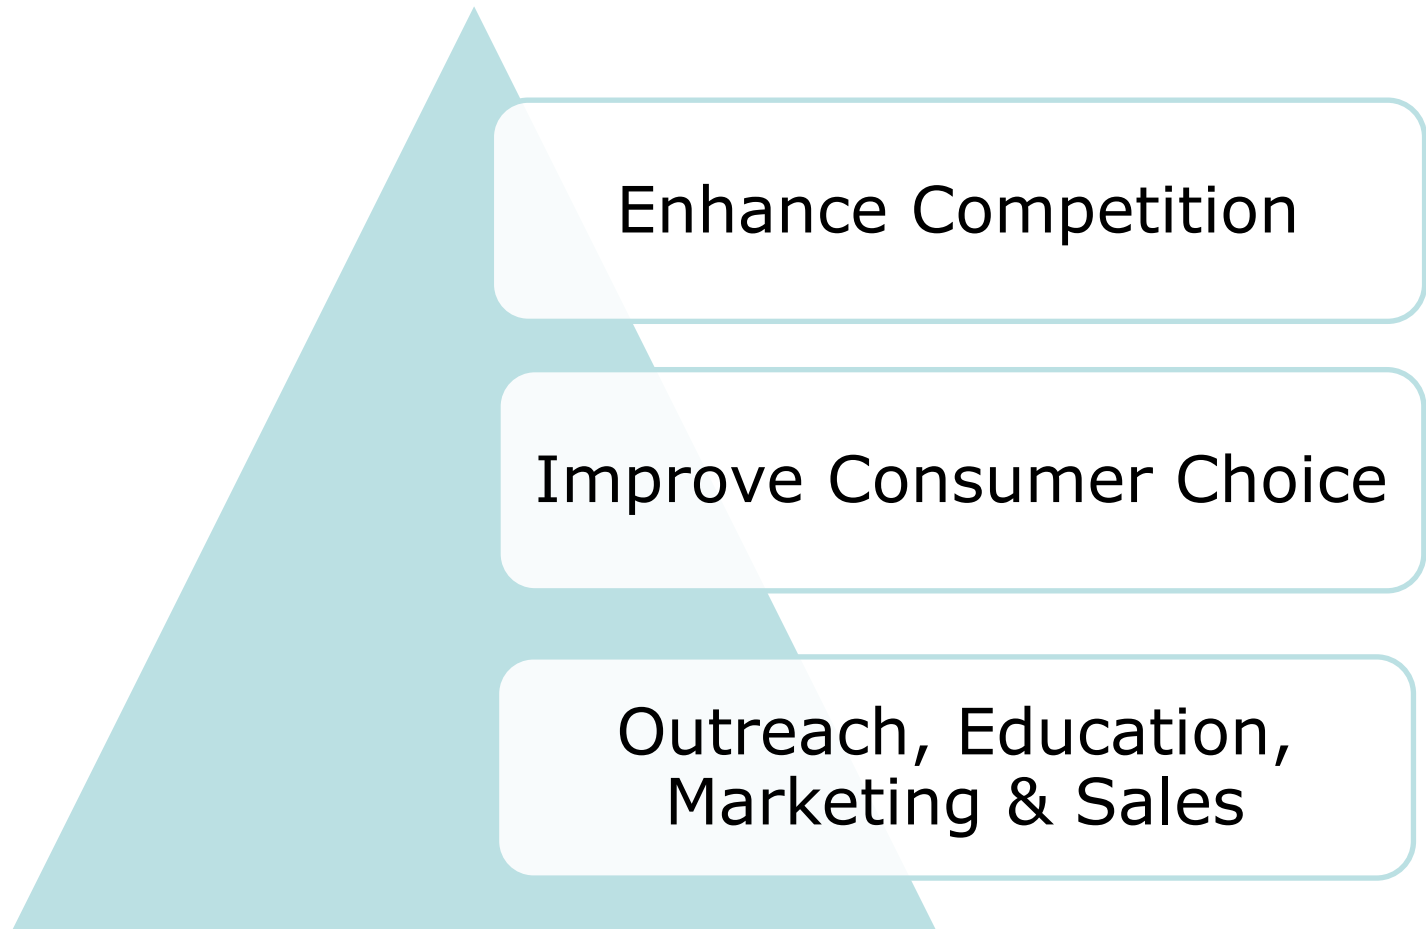 Enhance Competition
Improve Consumer Choice
Outreach, Education,
Marketing & Sales